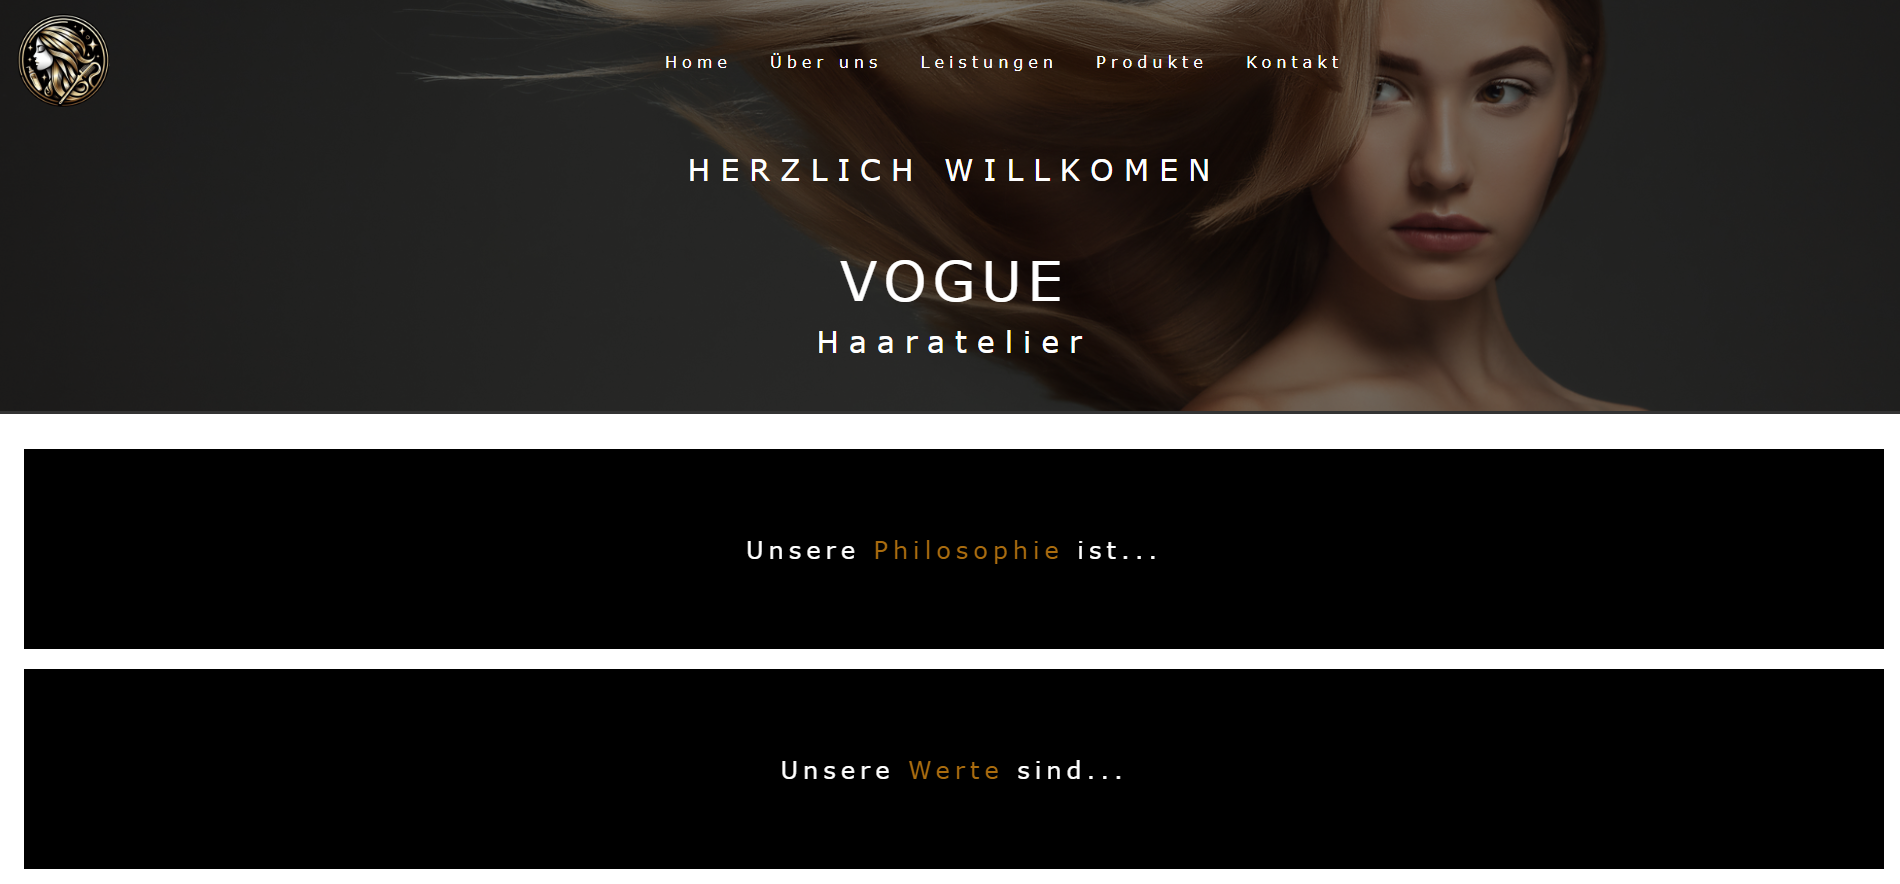 Home Über uns Leistungen Produkte Kontakt
HERZLICH WILLKOMEN
VOGUE
Haaratelier
Unsere Philosophie ist...
Unsere Werte sind...